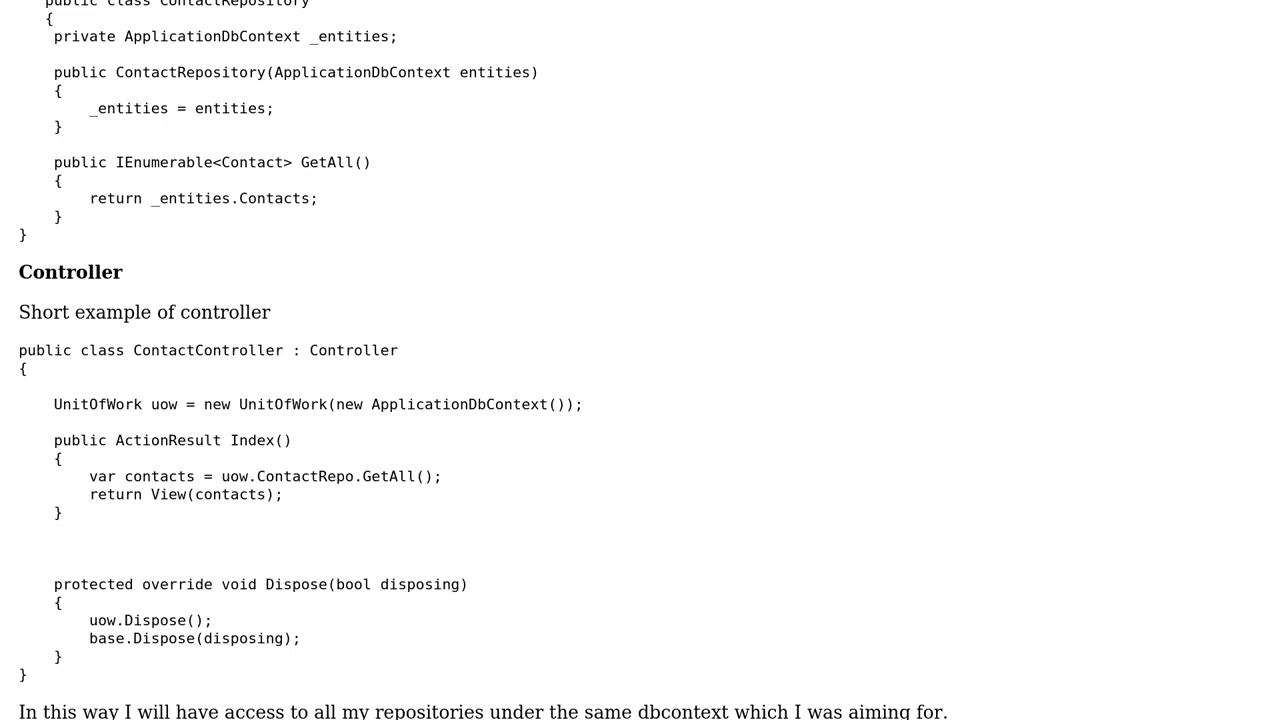 public class ContactRepository
{
private ApplicationDbContext _entities;
public ContactRepository(ApplicationDbContext entities)
{
_entities = entities;
}
public IEnumerable<Contact> GetAll()
{
return _entities.Contacts;
}
}
Controller
Short example of controller
public class ContactController : Controller
{
UnitOfWork uow = new UnitOfWork(new ApplicationDbContext());
public ActionResult Index()
{
var contacts = uow.ContactRepo.GetAll();
return View(contacts);
}
protected override void Dispose(bool disposing)
{
uow.Dispose();
base.Dispose(disposing);
}
}
In this way I will have access to all my repositories under the same dbcontext which I was aiming for.